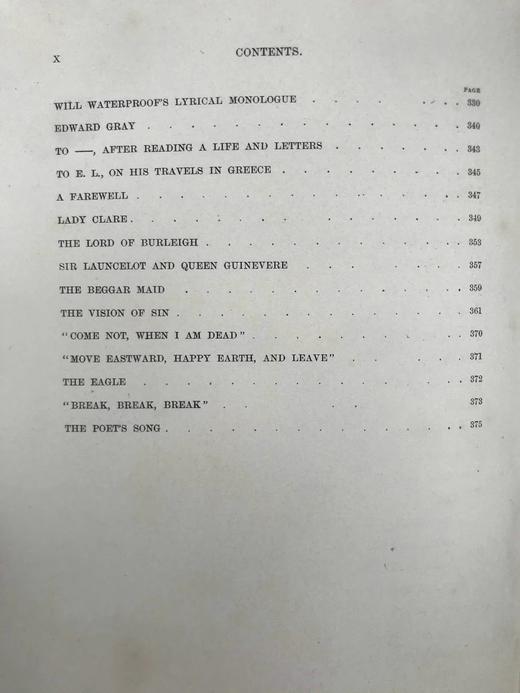 X CONTENTS.
PAGE
WILL WATERPROOF'S LYRICAL MONOLOGUE . . . . . . . 330
EDWARD GRAY . . . . . . . . . . . . . 340
TO ——, AFTER READING A LIFE AND LETTERS . . . . . . 343
TO E. L., ON HIS TRAVELS IN GREECE . . . . . . . . 345
A FAREWELL . . . . . . . . . . . . . 347
LADY CLARE . . . . . . . . . . . . . 349
THE LORD OF BURLEIGH . . . . . . . . . . . 353
SIR LAUNCELOT AND QUEEN GUINEVERE . . . . . . . 357
THE BEGGAR MAID . . . . . . . . . . . . 359
THE VISION OF SIN . . . . . . . . . . . . 361
"COME NOT, WHEN I AM DEAD" . . . . . . . . . 370
"MOVE EASTWARD, HAPPY EARTH, AND LEAVE" . . . . . 371
THE EAGLE . . . . . . . . . . . . . 372
"BREAK, BREAK, BREAK" . . . . 373
THE POET'S SONG . . . . . . . . . . . . . 375